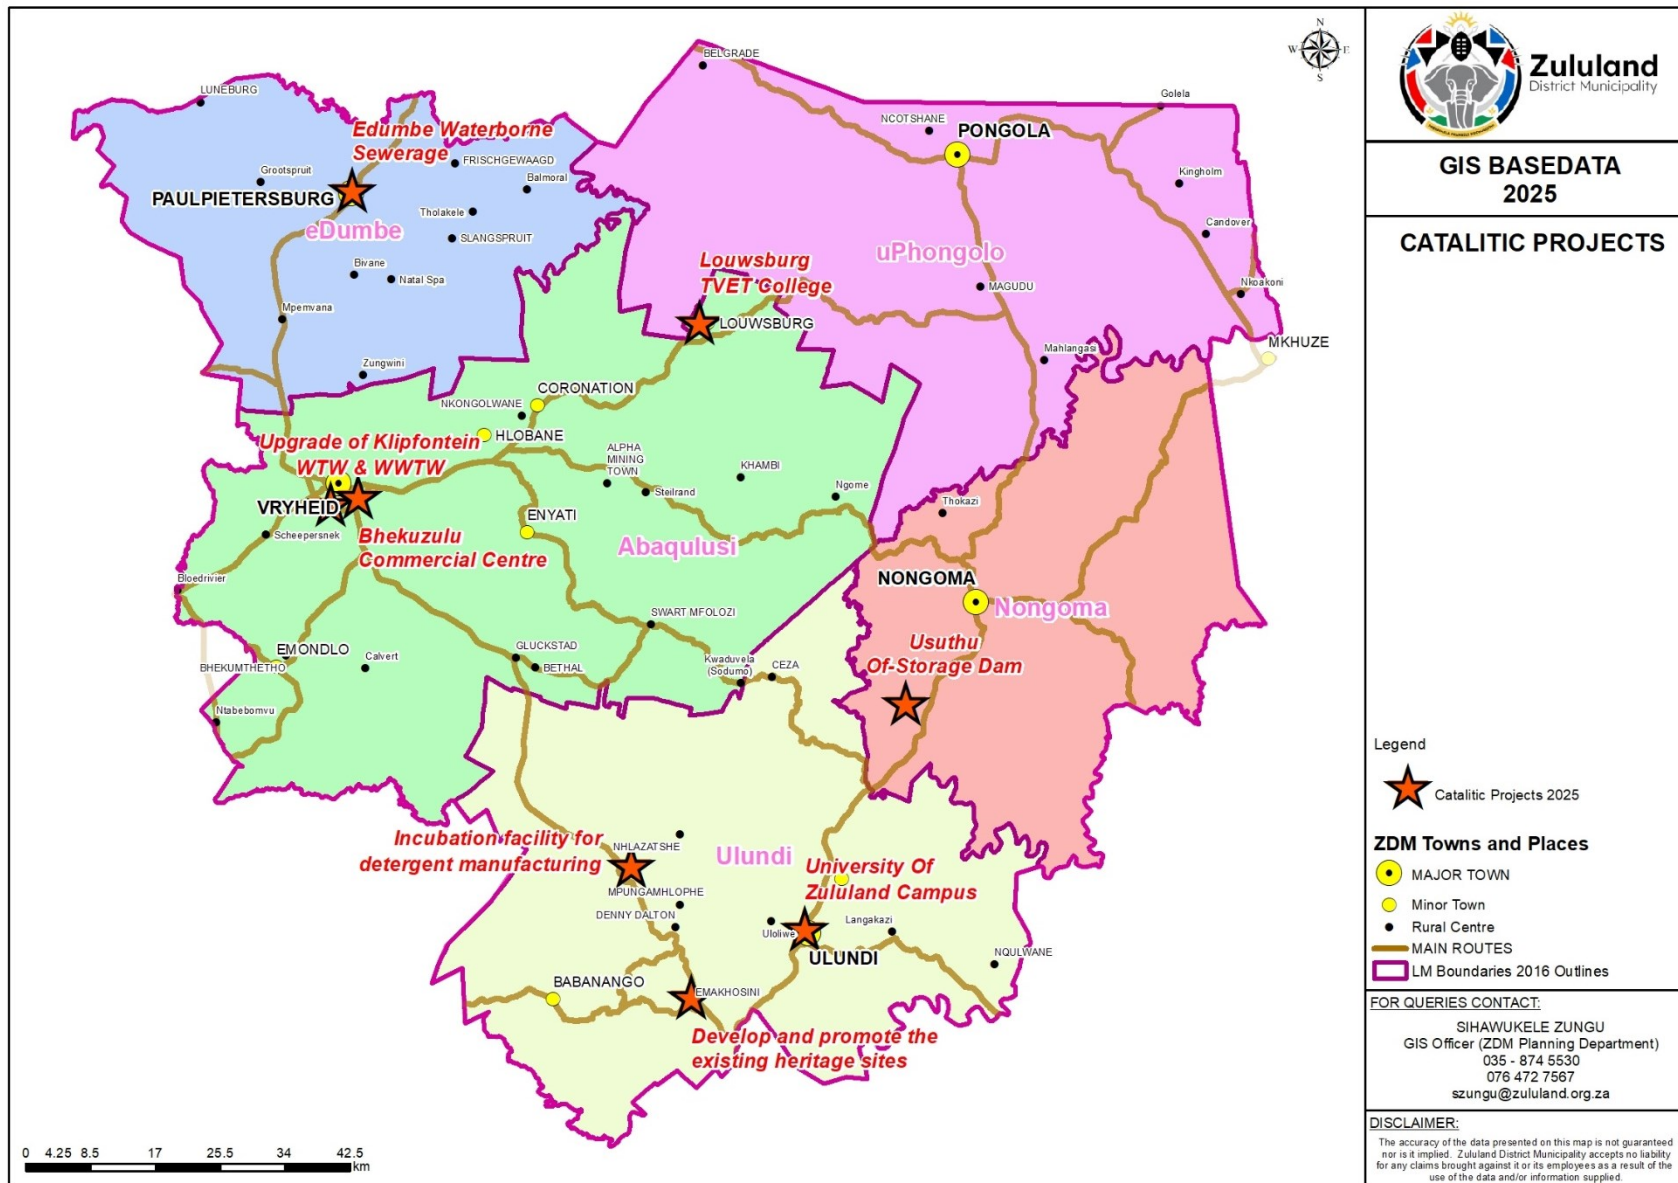 N
W
E
S
BELGRADE
LUNEBURG
Golela
Edumbe Waterborne
Sewerage
NCOTSHANE
PONGOLA
FRISCHGEWAAGD
Grootspruit
Balmoral
Kingholm
PAULPIETERSBURG
Tholakele
eDumbe
SLANGSPRUIT
Candover
uPhongolo
Louwsburg
TVET College
Bivane
Natal Spa
MAGUDU
Nkoakoni
Mpemvana
LOUWSBURG
MKHUZE
Mahlangasi
Zungwini
CORONATION
NKONGOLWANE
HLOBANE
Upgrade of Klipfontein
WTW & WWTW
ALPHA
MINING
TOWN
KHAMBI
Steilrand
Ngome
VRYHEID
Thokazi
ENYATI
Scheepersnek
Bhekuzulu
Commercial Centre
Abaqulusi
Bloedrivier
NONGOMA
Nongoma
SWART MFOLOZI
Usuthu
Of-Storage Dam
EMONDLO
GLUCKSTAD
BHEKUMTHETHO
Calvert
BETHAL
Kwaduvela
(Sodumo)
CEZA
Ntabebomvu
Incubation facility for
detergent manufacturing
NHLAZATSHE
Ulundi
University Of
Zululand Campus
MPUNGAMHLOPHE
DENNY DALTON
Uloliwe
Langakazi
ULUNDI
NQULWANE
BABANANGO
EMAKHOSINI
Develop and promote the
existing heritage sites
0 4.25 8.5 17 25.5 34 42.5
km
Zululand
District Municipality
GIS BASEDATA
2025
CATALITIC PROJECTS
Legend
Catalitic Projects 2025
ZDM Towns and Places
MAJOR TOWN
Minor Town
Rural Centre
MAIN ROUTES
LM Boundaries 2016 Outlines
FOR QUERIES CONTACT:
SIHAWUKELE ZUNGU
GIS Officer (ZDM Planning Department)
035 - 874 5530
076 472 7567
szungu@zululand.org.za
DISCLAIMER:
The accuracy of the data presented on this map is not guaranteed
nor is it implied. Zululand District Municipality accepts no liability
for any claims brought against it or its employees as a result of the
use of the data and/or information supplied.